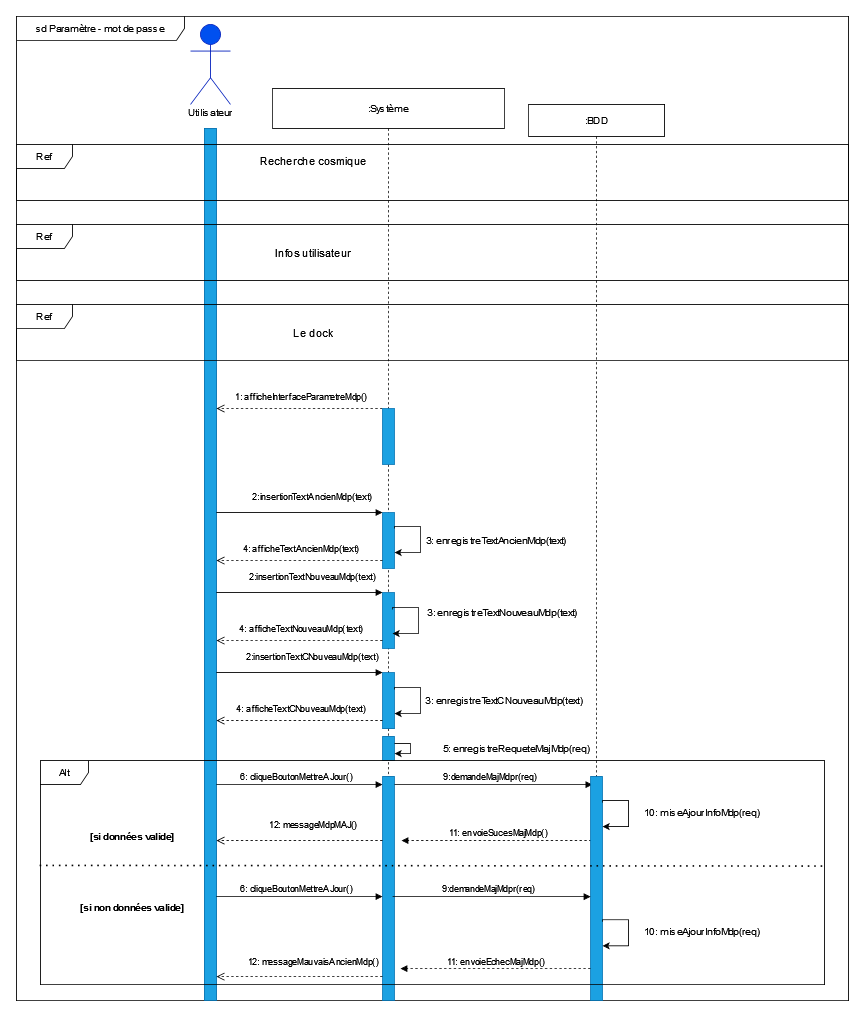 sd Paramètre - mot de passe
Utilisateur
:Système
:BDD
Ref
Recherche cosmique
Ref
Infos utilisateur
Ref
Le dock
1: afficheInterfaceParametreMdp()
2:insertionTextAncienMdp(text)
3: enregistreTextAncienMdp(text)
4: afficheTextAncienMdp(text)
2:insertionTextNouveauMdp(text)
3: enregistreTextNouveauMdp(text)
4: afficheTextNouveauMdp(text)
2:insertionTextCNouveauMdp(text)
3: enregistreTextCNouveauMdp(text)
4: afficheTextCNouveauMdp(text)
5: enregistreRequeteMajMdp(req)
Alt
6: cliqueBoutonMettreAJour()
9:demandeMajMdpr(req)
10: miseAjourInfoMdp(req)
12: messageMdpMAJ()
11: envoieSucesMajMdp()
[si données valide]
6: cliqueBoutonMettreAJour()
9:demandeMajMdpr(req)
[si non données valide]
10: miseAjourInfoMdp(req)
12: messageMauvaisAncienMdp()
11: envoieEchecMajMdp()